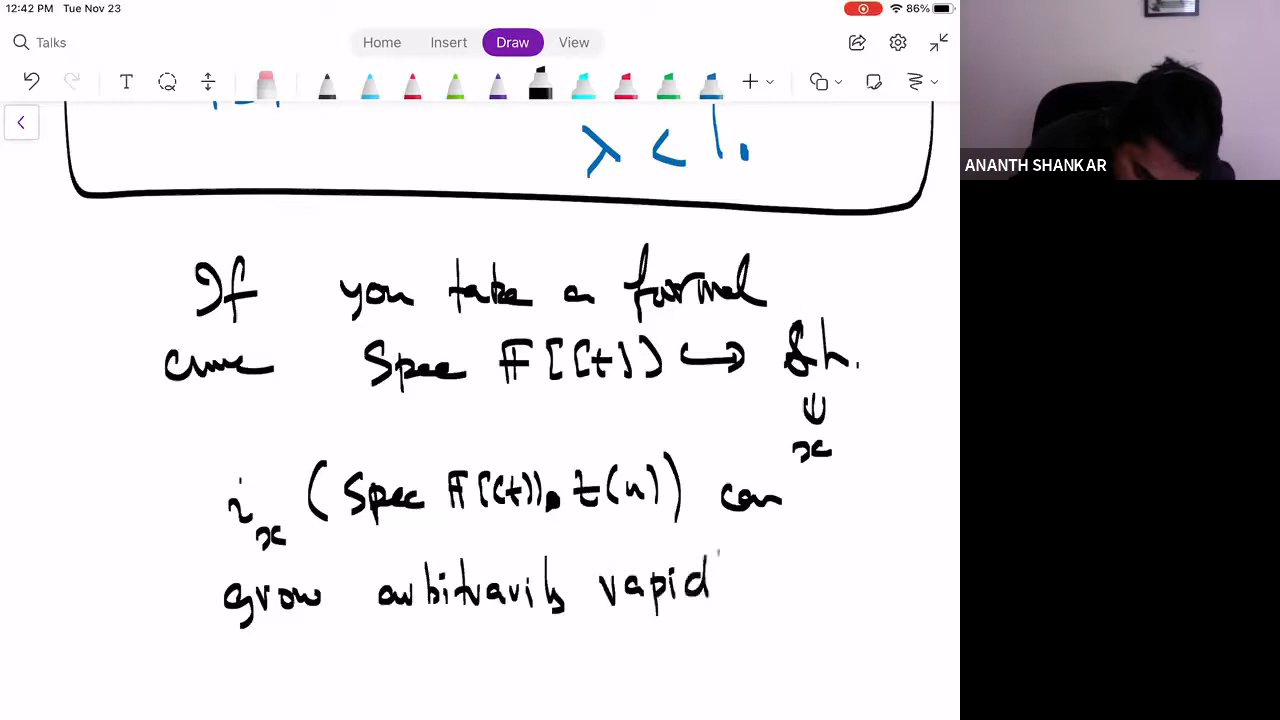 12:42 PM Tue Nov 23
86%
Talks
Home Insert Draw View
ANANTH SHANKAR
λ < 1.
If you take a formal
curve Spec F[[t]] ↪ Sh.
ψ
x
i_x (Spec F[[t]] . Z(n)) can
grow arbitrarily rapid